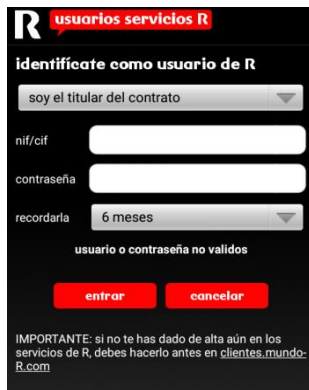 R usuarios servicios R
identifícate como usuario de R
soy el titular del contrato
nif/cif
contraseña
recordarla 6 meses
usuario o contraseña no validos
entrar cancelar
IMPORTANTE: si no te has dado de alta aún en los
servicios de R, debes hacerlo antes en clientes.mundo-
R.com